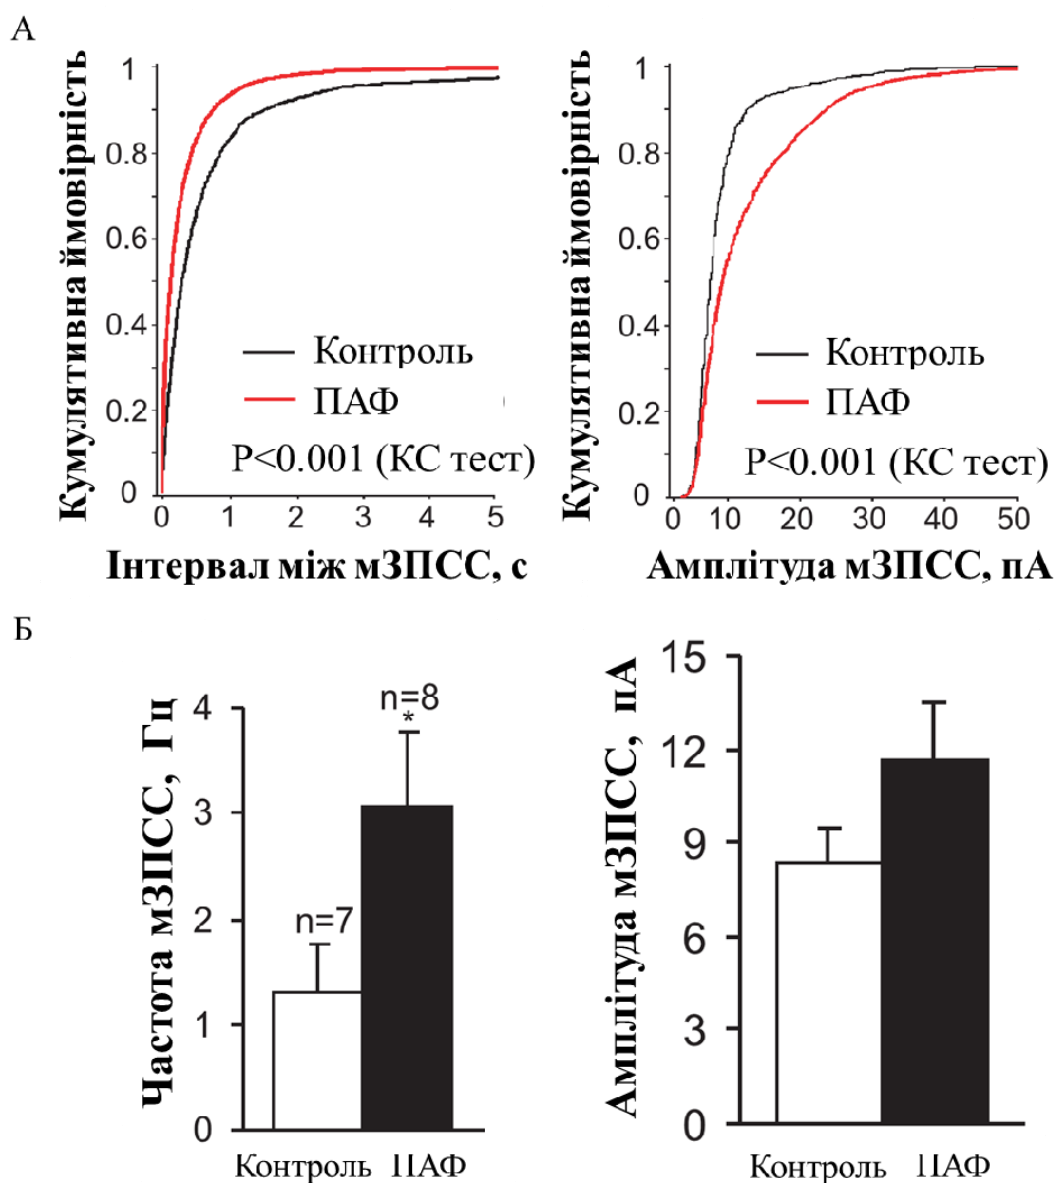 А
Кумулятивна ймовірність
1
0.8
0.6
0.4
0.2
0
0 1 2 3 4 5
Контроль
ПАФ
P<0.001 (КС тест)
Інтервал між мЗПСС, с
Кумулятивна ймовірність
1
0.8
0.6
0.4
0.2
0
0 10 20 30 40 50
Контроль
ПАФ
P<0.001 (КС тест)
Амплітуда мЗПСС, пА
Б
Частота мЗПСС, Гц
4
3
2
1
0
n=7
n=8
*
Контроль ПАФ
Амплітуда мЗПСС, пА
15
12
9
6
3
0
Контроль ПАФ